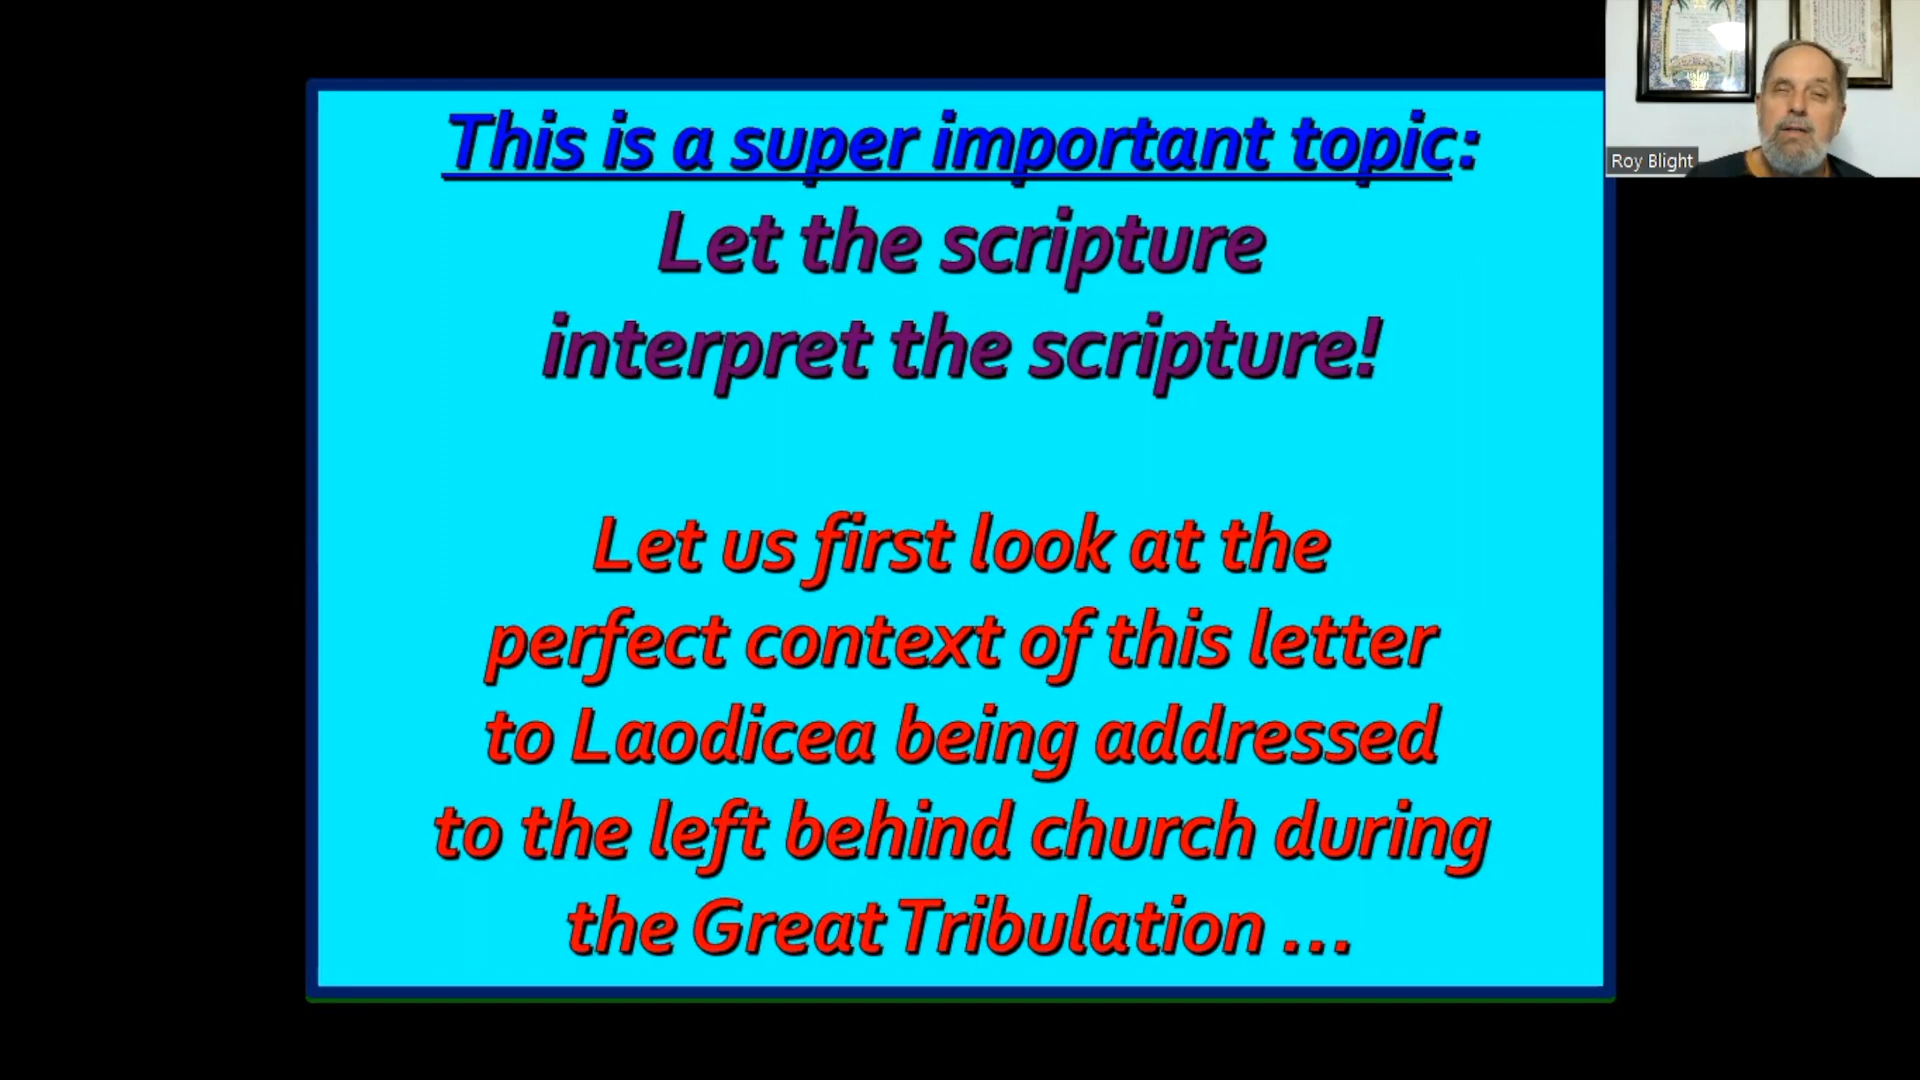 This is a super important topic:
Let the scripture
interpret the scripture!
Let us first look at the
perfect context of this letter
to Laodicea being addressed
to the left behind church during
the Great Tribulation ...
Roy Blight